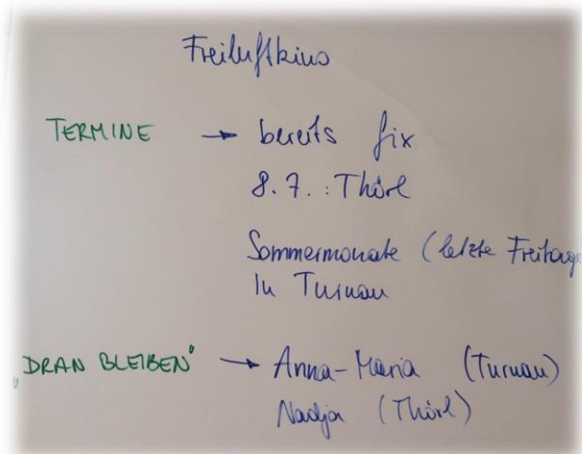 Freiluftkino
TERMINE → bereits fix
8.7.: Thörl
Sommermonate (letzte Freitage
In Turnau
"DRAN BLEIBEN" → Anna-Maria (Turnau)
Nadja (Thörl)